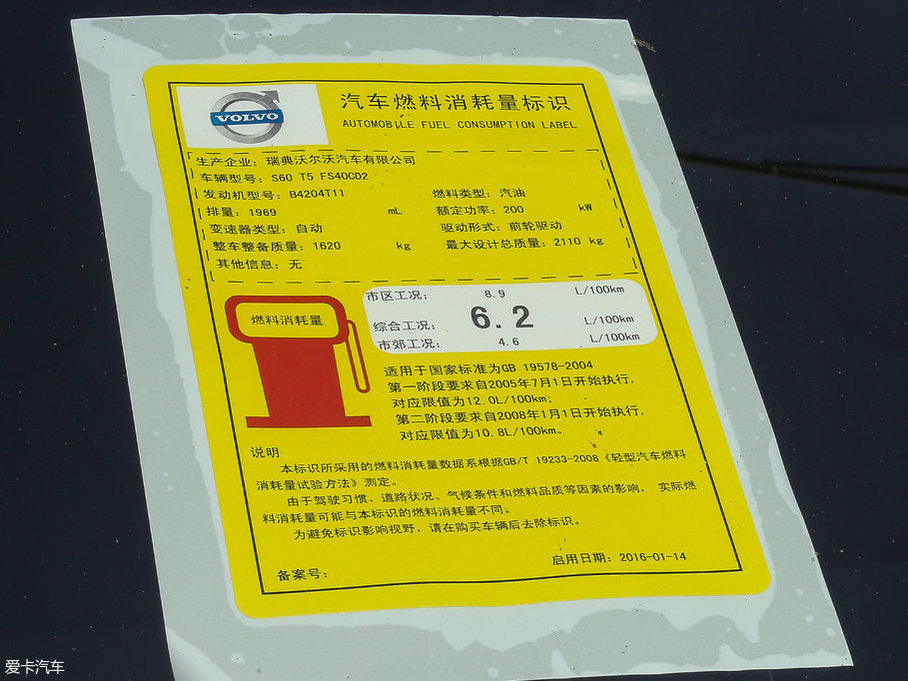 VOLVO
汽车燃料消耗量标识
AUTOMOBILE FUEL CONSUMPTION LABEL
生产企业: 瑞典沃尔沃汽车有限公司
车辆型号: S60 T5 FS40CD2
发动机型号: B4204T11 燃料类型: 汽油
排量: 1969 mL 额定功率: 200 kW
变速器类型: 自动 驱动形式: 前轮驱动
整车整备质量: 1620 kg 最大设计总质量: 2110 kg
其他信息: 无
燃料消耗量
市区工况: 8.9 L/100km
综合工况: 6.2 L/100km
市郊工况: 4.6 L/100km
适用于国家标准为GB 19578-2004
第一阶段要求自2005年7月1日开始执行,
对应限值为12.0L/100km;
第二阶段要求自2008年1月1日开始执行,
对应限值为10.8L/100km。
说明
本标识所采用的燃料消耗量数据系根据GB/T 19233-2008《轻型汽车燃料
消耗量试验方法》测定。
由于驾驶习惯、道路状况、气候条件和燃料品质等因素的影响, 实际燃
料消耗量可能与本标识的燃料消耗量不同。
为避免标识影响视野, 请在购买车辆后去除标识。
备案号: 启用日期: 2016-01-14
爱卡汽车